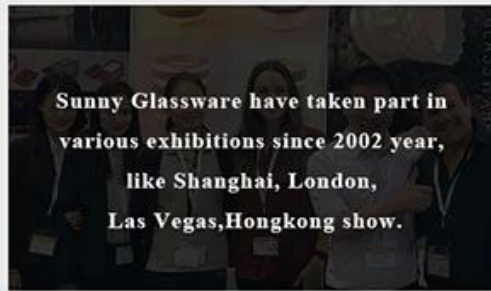 Sunny Glassware have taken part in
various exhibitions since 2002 year,
like Shanghai, London,
Las Vegas,Hongkong show.